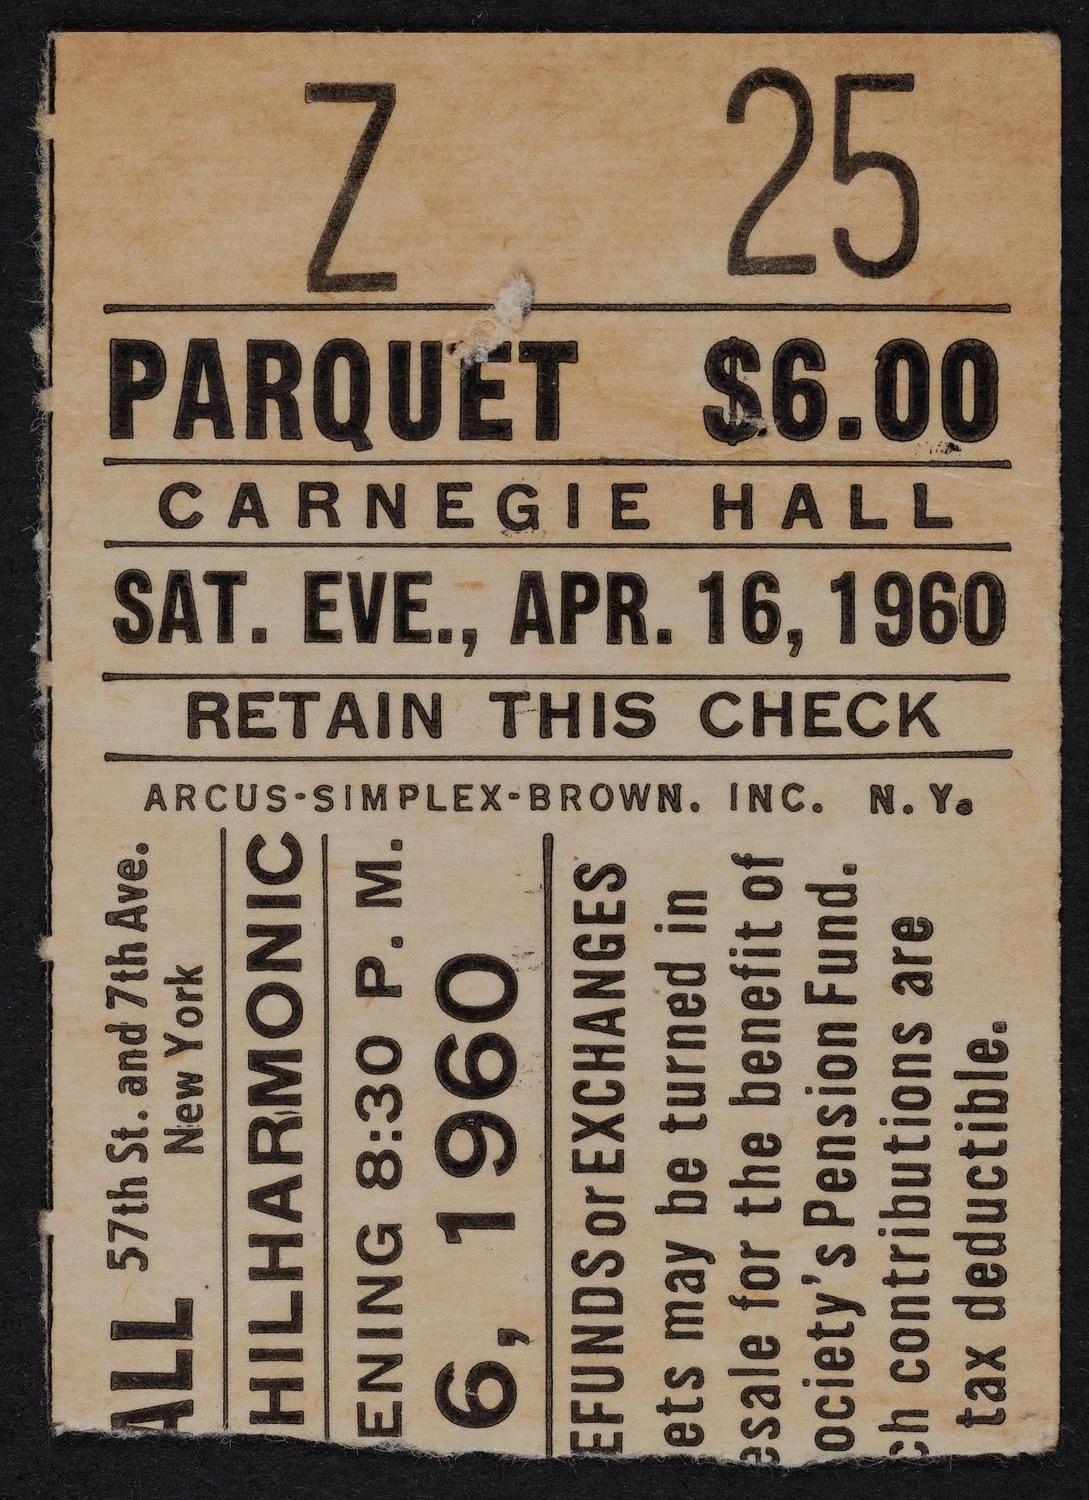 Z 25
PARQUET $6.00
CARNEGIE HALL
SAT. EVE., APR. 16, 1960
RETAIN THIS CHECK
ARCUS-SIMPLEX-BROWN. INC. N. Y.
ALL 57th St. and 7th Ave.
New York
HILHARMONIC
ENING 8:30 P. M.
6, 1960
EFUNDS or EXCHANGES
ets may be turned in
esale for the benefit of
ociety's Pension Fund.
ch contributions are
tax deductible.